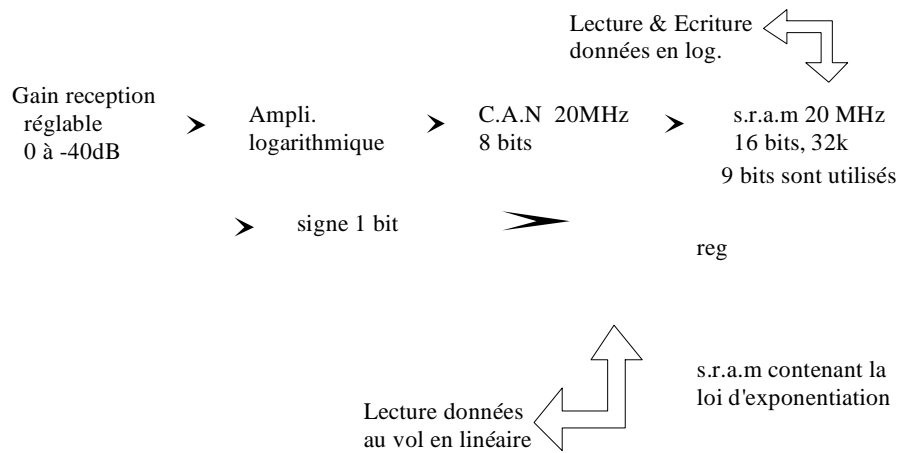 Lecture & Ecriture
données en log.
Gain reception
réglable
0 à -40dB
Ampli.
logarithmique
C.A.N 20MHz
8 bits
s.r.a.m 20 MHz
16 bits, 32k
9 bits sont utilisés
signe 1 bit
reg
s.r.a.m contenant la
loi d'exponentiation
Lecture données
au vol en linéaire